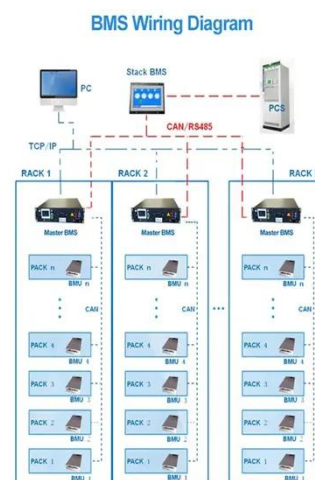 BMS Wiring Diagram
Stack BMS
PC
PCS
CAN/RS485
TCP/IP
RACK 1
RACK 2
RACK
Master BMS
Master BMS
Master BMS
PACK n
PACK n
PACK n
BMU n
BMU n
BMU n
CAN
CAN
CAN
PACK 4
PACK 4
PACK 4
BMU 4
BMU 4
BMU 4
PACK 3
PACK 3
PACK 3
BMU 3
BMU 3
BMU 3
PACK 2
PACK 2
PACK 2
BMU 2
BMU 2
BMU 2
PACK 1
PACK 1
PACK 1
BMU 1
BMU 1
BMU 1